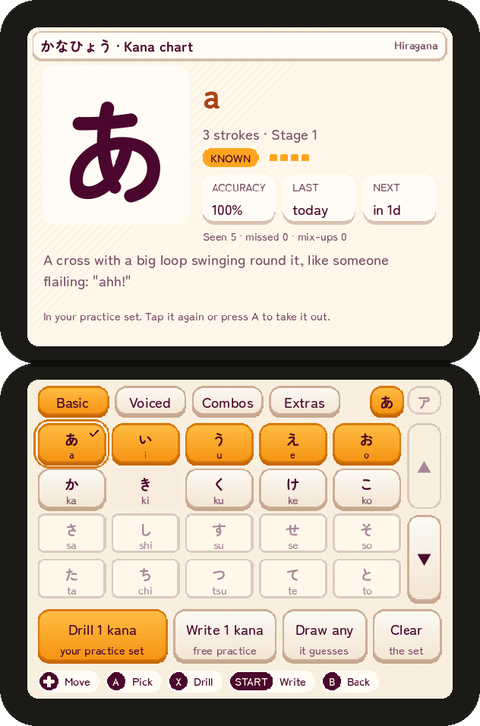 かなひょう · Kana chart
Hiragana
あ
a
3 strokes · Stage 1
KNOWN
ACCURACY
100%
LAST
today
NEXT
in 1d
Seen 5 · missed 0 · mix-ups 0
A cross with a big loop swinging round it, like someone
flailing: "ahh!"
In your practice set. Tap it again or press A to take it out.
Basic Voiced Combos Extras あ ア
あ い う え お
a i u e o
か き く け こ
ka ki ku ke ko
さ し す せ そ
sa shi su se so
た ち つ て と
ta chi tsu te to
Drill 1 kana Write 1 kana Draw any Clear
your practice set free practice it guesses the set
Move A Pick X Drill START Write B Back